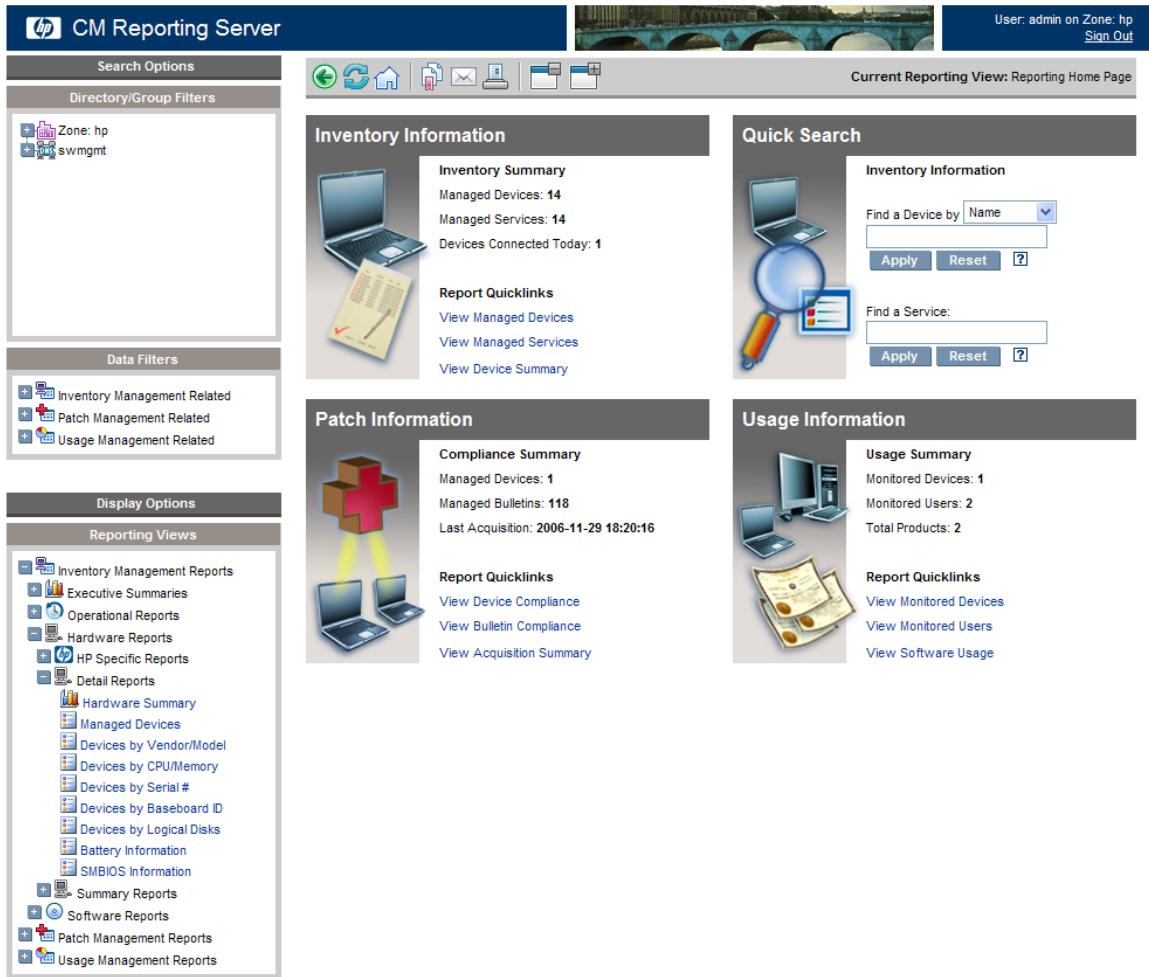 hp CM Reporting Server
User: admin on Zone: hp
Sign Out
Search Options
Directory/Group Filters
Zone: hp
swmgmt
Data Filters
Inventory Management Related
Patch Management Related
Usage Management Related
Display Options
Reporting Views
Inventory Management Reports
Executive Summaries
Operational Reports
Hardware Reports
HP Specific Reports
Detail Reports
Hardware Summary
Managed Devices
Devices by Vendor/Model
Devices by CPU/Memory
Devices by Serial #
Devices by Baseboard ID
Devices by Logical Disks
Battery Information
SMBIOS Information
Summary Reports
Software Reports
Patch Management Reports
Usage Management Reports
Current Reporting View: Reporting Home Page
Inventory Information
Inventory Summary
Managed Devices: 14
Managed Services: 14
Devices Connected Today: 1
Report Quicklinks
View Managed Devices
View Managed Services
View Device Summary
Quick Search
Inventory Information
Find a Device by Name
Apply Reset ?
Find a Service:
Apply Reset ?
Patch Information
Compliance Summary
Managed Devices: 1
Managed Bulletins: 118
Last Acquisition: 2006-11-29 18:20:16
Report Quicklinks
View Device Compliance
View Bulletin Compliance
View Acquisition Summary
Usage Information
Usage Summary
Monitored Devices: 1
Monitored Users: 2
Total Products: 2
Report Quicklinks
View Monitored Devices
View Monitored Users
View Software Usage